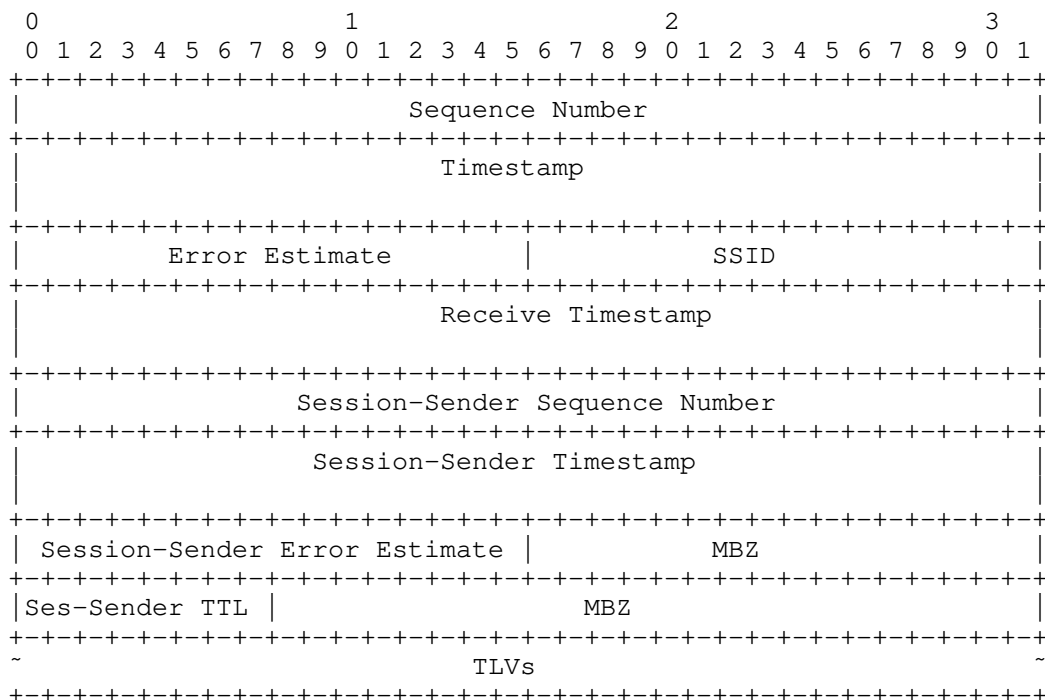 0                   1                   2                   3
 0 1 2 3 4 5 6 7 8 9 0 1 2 3 4 5 6 7 8 9 0 1 2 3 4 5 6 7 8 9 0 1
+-+-+-+-+-+-+-+-+-+-+-+-+-+-+-+-+-+-+-+-+-+-+-+-+-+-+-+-+-+-+-+-+
|                        Sequence Number                        |
+-+-+-+-+-+-+-+-+-+-+-+-+-+-+-+-+-+-+-+-+-+-+-+-+-+-+-+-+-+-+-+-+
|                          Timestamp                            |
|                                                               |
+-+-+-+-+-+-+-+-+-+-+-+-+-+-+-+-+-+-+-+-+-+-+-+-+-+-+-+-+-+-+-+-+
|         Error Estimate        |           SSID                |
+-+-+-+-+-+-+-+-+-+-+-+-+-+-+-+-+-+-+-+-+-+-+-+-+-+-+-+-+-+-+-+-+
|                          Receive Timestamp                    |
|                                                               |
+-+-+-+-+-+-+-+-+-+-+-+-+-+-+-+-+-+-+-+-+-+-+-+-+-+-+-+-+-+-+-+-+
|                 Session-Sender Sequence Number                |
+-+-+-+-+-+-+-+-+-+-+-+-+-+-+-+-+-+-+-+-+-+-+-+-+-+-+-+-+-+-+-+-+
|                  Session-Sender Timestamp                     |
|                                                               |
+-+-+-+-+-+-+-+-+-+-+-+-+-+-+-+-+-+-+-+-+-+-+-+-+-+-+-+-+-+-+-+-+
| Session-Sender Error Estimate |           MBZ                 |
+-+-+-+-+-+-+-+-+-+-+-+-+-+-+-+-+-+-+-+-+-+-+-+-+-+-+-+-+-+-+-+-+
|Ses-Sender TTL |                   MBZ                         |
+-+-+-+-+-+-+-+-+-+-+-+-+-+-+-+-+-+-+-+-+-+-+-+-+-+-+-+-+-+-+-+-+
~                            TLVs                               ~
+-+-+-+-+-+-+-+-+-+-+-+-+-+-+-+-+-+-+-+-+-+-+-+-+-+-+-+-+-+-+-+-+